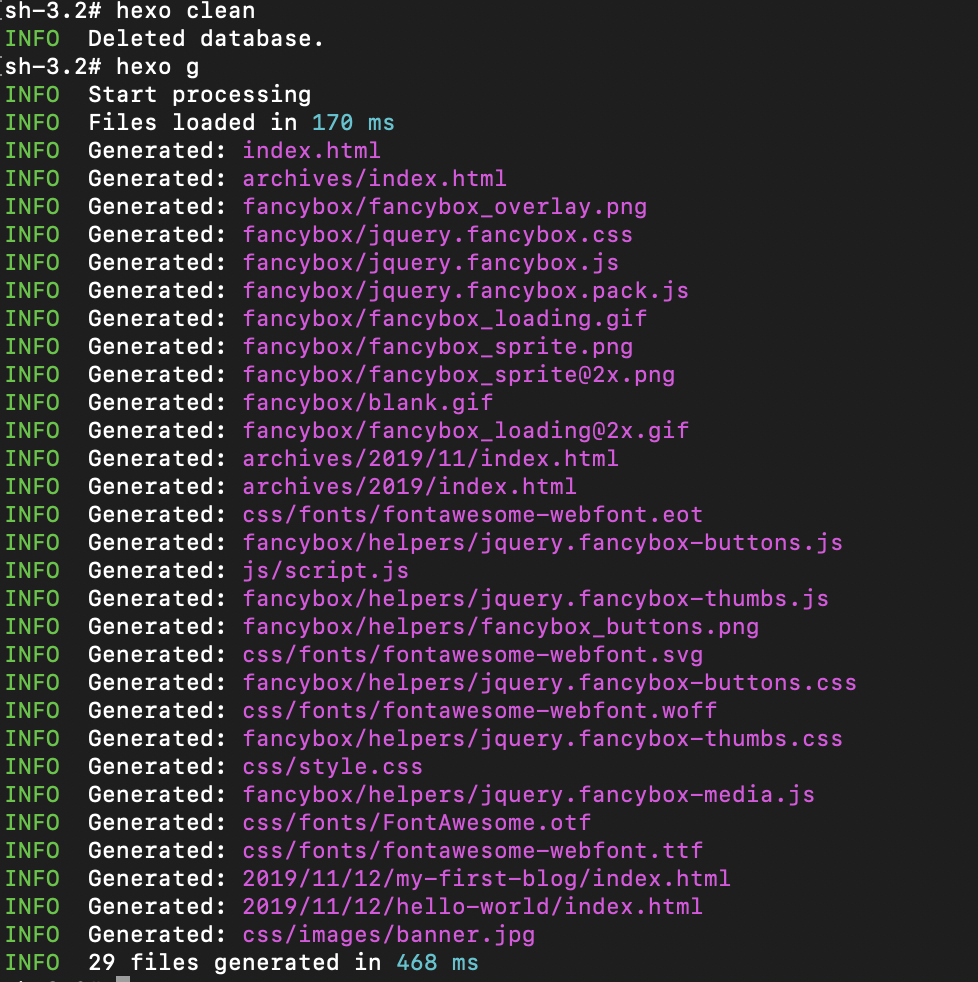 sh-3.2# hexo clean
INFO  Deleted database.
sh-3.2# hexo g
INFO  Start processing
INFO  Files loaded in 170 ms
INFO  Generated: index.html
INFO  Generated: archives/index.html
INFO  Generated: fancybox/fancybox_overlay.png
INFO  Generated: fancybox/jquery.fancybox.css
INFO  Generated: fancybox/jquery.fancybox.js
INFO  Generated: fancybox/jquery.fancybox.pack.js
INFO  Generated: fancybox/fancybox_loading.gif
INFO  Generated: fancybox/fancybox_sprite.png
INFO  Generated: fancybox/fancybox_sprite@2x.png
INFO  Generated: fancybox/blank.gif
INFO  Generated: fancybox/fancybox_loading@2x.gif
INFO  Generated: archives/2019/11/index.html
INFO  Generated: archives/2019/index.html
INFO  Generated: css/fonts/fontawesome-webfont.eot
INFO  Generated: fancybox/helpers/jquery.fancybox-buttons.js
INFO  Generated: js/script.js
INFO  Generated: fancybox/helpers/jquery.fancybox-thumbs.js
INFO  Generated: fancybox/helpers/fancybox_buttons.png
INFO  Generated: css/fonts/fontawesome-webfont.svg
INFO  Generated: fancybox/helpers/jquery.fancybox-buttons.css
INFO  Generated: css/fonts/fontawesome-webfont.woff
INFO  Generated: fancybox/helpers/jquery.fancybox-thumbs.css
INFO  Generated: css/style.css
INFO  Generated: fancybox/helpers/jquery.fancybox-media.js
INFO  Generated: css/fonts/FontAwesome.otf
INFO  Generated: css/fonts/fontawesome-webfont.ttf
INFO  Generated: 2019/11/12/my-first-blog/index.html
INFO  Generated: 2019/11/12/hello-world/index.html
INFO  Generated: css/images/banner.jpg
INFO  29 files generated in 468 ms